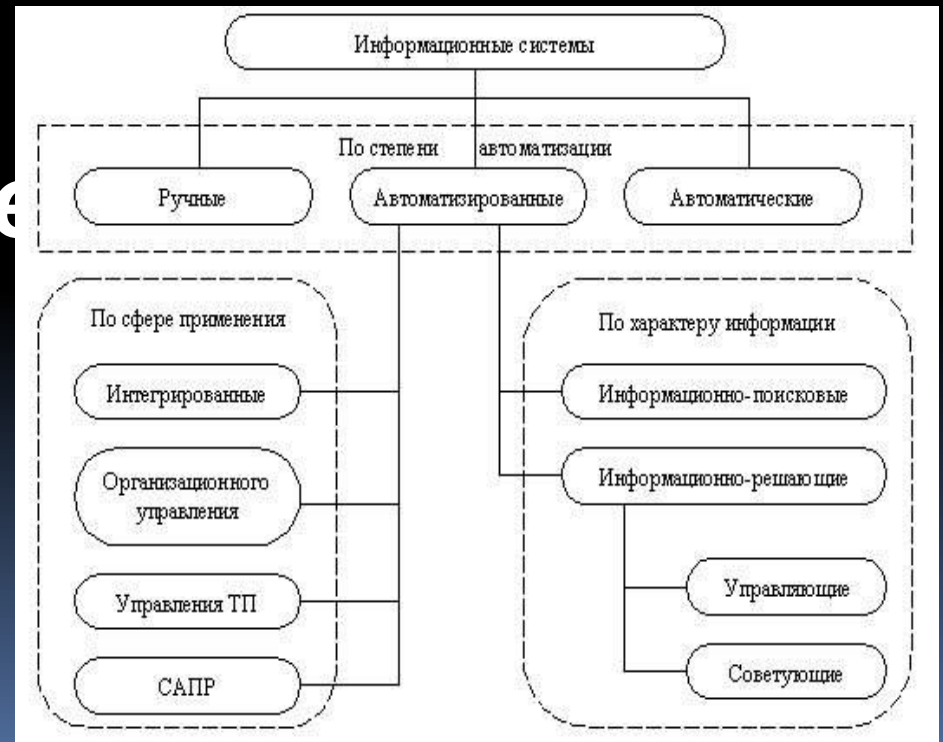 Информационные системы
По степени автоматизации
Ручные
Автоматизированные
Автоматические
По сфере применения
Интегрированные
Организационного
управления
Управления ТП
САПР
По характеру информации
Информационно-поисковые
Информационно-решающие
Управляющие
Советующие